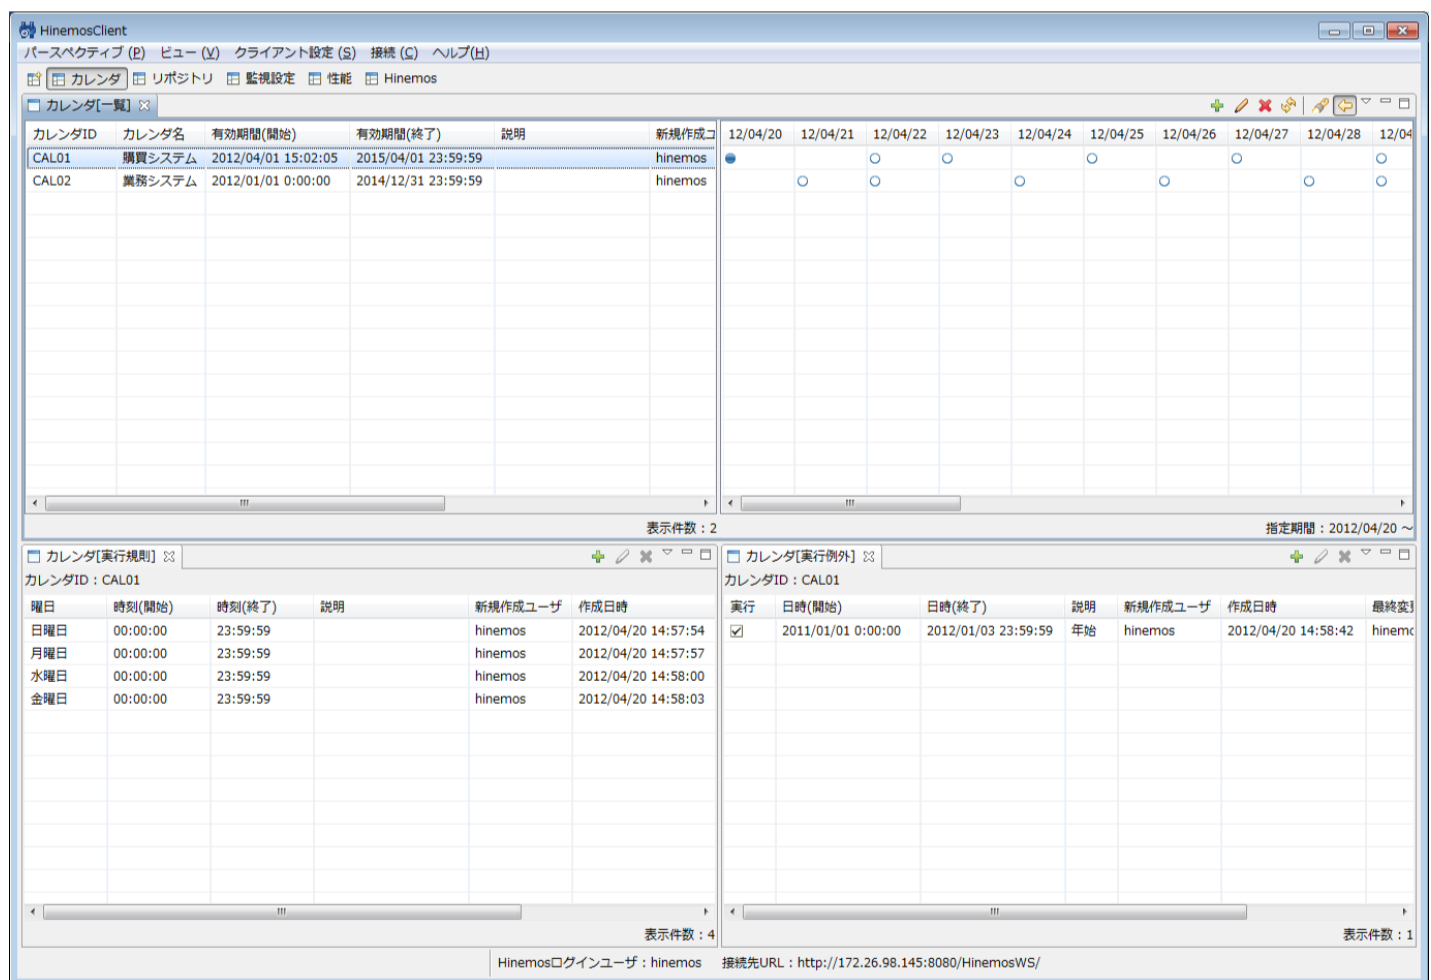 HinemosClient
パースペクティブ (P) ビュー (V) クライアント設定 (S) 接続 (C) ヘルプ(H)
カレンダ リポジトリ 監視設定 性能 Hinemos
カレンダ[一覧]
カレンダID カレンダ名 有効期間(開始) 有効期間(終了) 説明 新規作成ユ 12/04/20 12/04/21 12/04/22 12/04/23 12/04/24 12/04/25 12/04/26 12/04/27 12/04/28 12/04
CAL01 購買システム 2012/04/01 15:02:05 2015/04/01 23:59:59 hinemos
CAL02 業務システム 2012/01/01 0:00:00 2014/12/31 23:59:59 hinemos
表示件数：2 指定期間：2012/04/20 ～
カレンダ[実行規則]
カレンダID：CAL01
曜日 時刻(開始) 時刻(終了) 説明 新規作成ユーザ 作成日時
日曜日 00:00:00 23:59:59 hinemos 2012/04/20 14:57:54
月曜日 00:00:00 23:59:59 hinemos 2012/04/20 14:57:57
水曜日 00:00:00 23:59:59 hinemos 2012/04/20 14:58:00
金曜日 00:00:00 23:59:59 hinemos 2012/04/20 14:58:03
表示件数：4
カレンダ[実行例外]
カレンダID：CAL01
実行 日時(開始) 日時(終了) 説明 新規作成ユーザ 作成日時 最終変更
2011/01/01 0:00:00 2012/01/03 23:59:59 年始 hinemos 2012/04/20 14:58:42 hinemo
表示件数：1
Hinemosログインユーザ：hinemos 接続先URL：http://172.26.98.145:8080/HinemosWS/